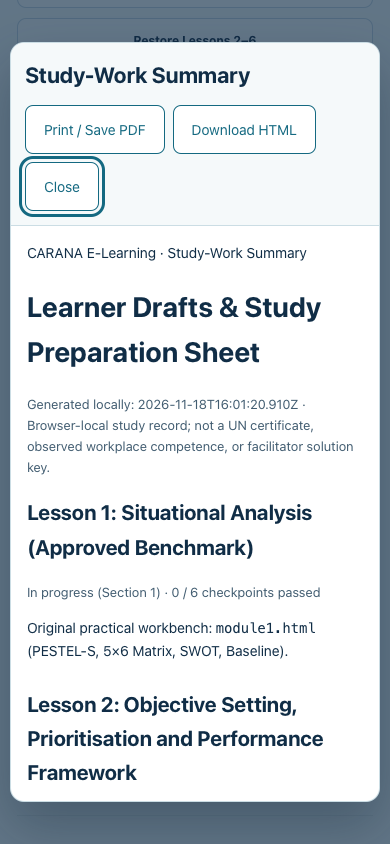 Restore Lessons 2–6
Study-Work Summary
Print / Save PDF
Download HTML
Close
CARANA E-Learning · Study-Work Summary
Learner Drafts & Study
Preparation Sheet
Generated locally: 2026-11-18T16:01:20.910Z ·
Browser-local study record; not a UN certificate,
observed workplace competence, or facilitator solution
key.
Lesson 1: Situational Analysis
(Approved Benchmark)
In progress (Section 1) · 0 / 6 checkpoints passed
Original practical workbench: module1.html
(PESTEL-S, 5×6 Matrix, SWOT, Baseline).
Lesson 2: Objective Setting,
Prioritisation and Performance
Framework